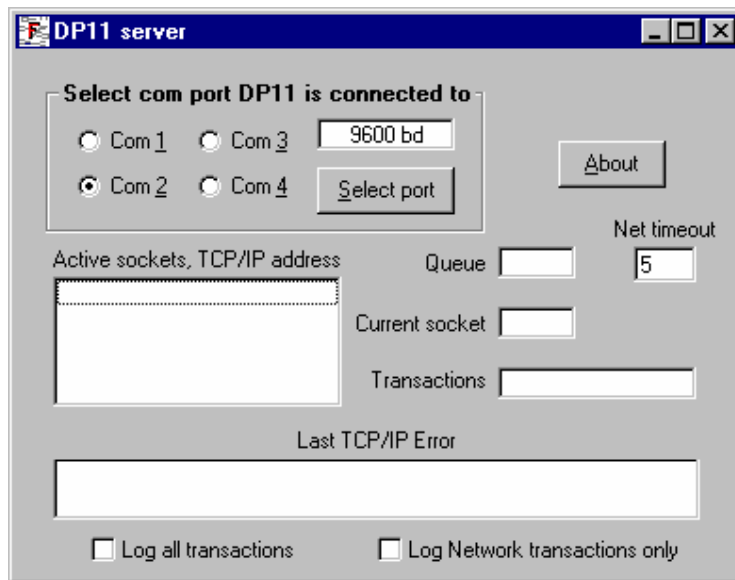 DP11 server
Select com port DP11 is connected to
Com 1 Com 3 9600 bd
Com 2 Com 4 Select port
About
Net timeout
Active sockets, TCP/IP address
Queue 5
Current socket
Transactions
Last TCP/IP Error
Log all transactions Log Network transactions only